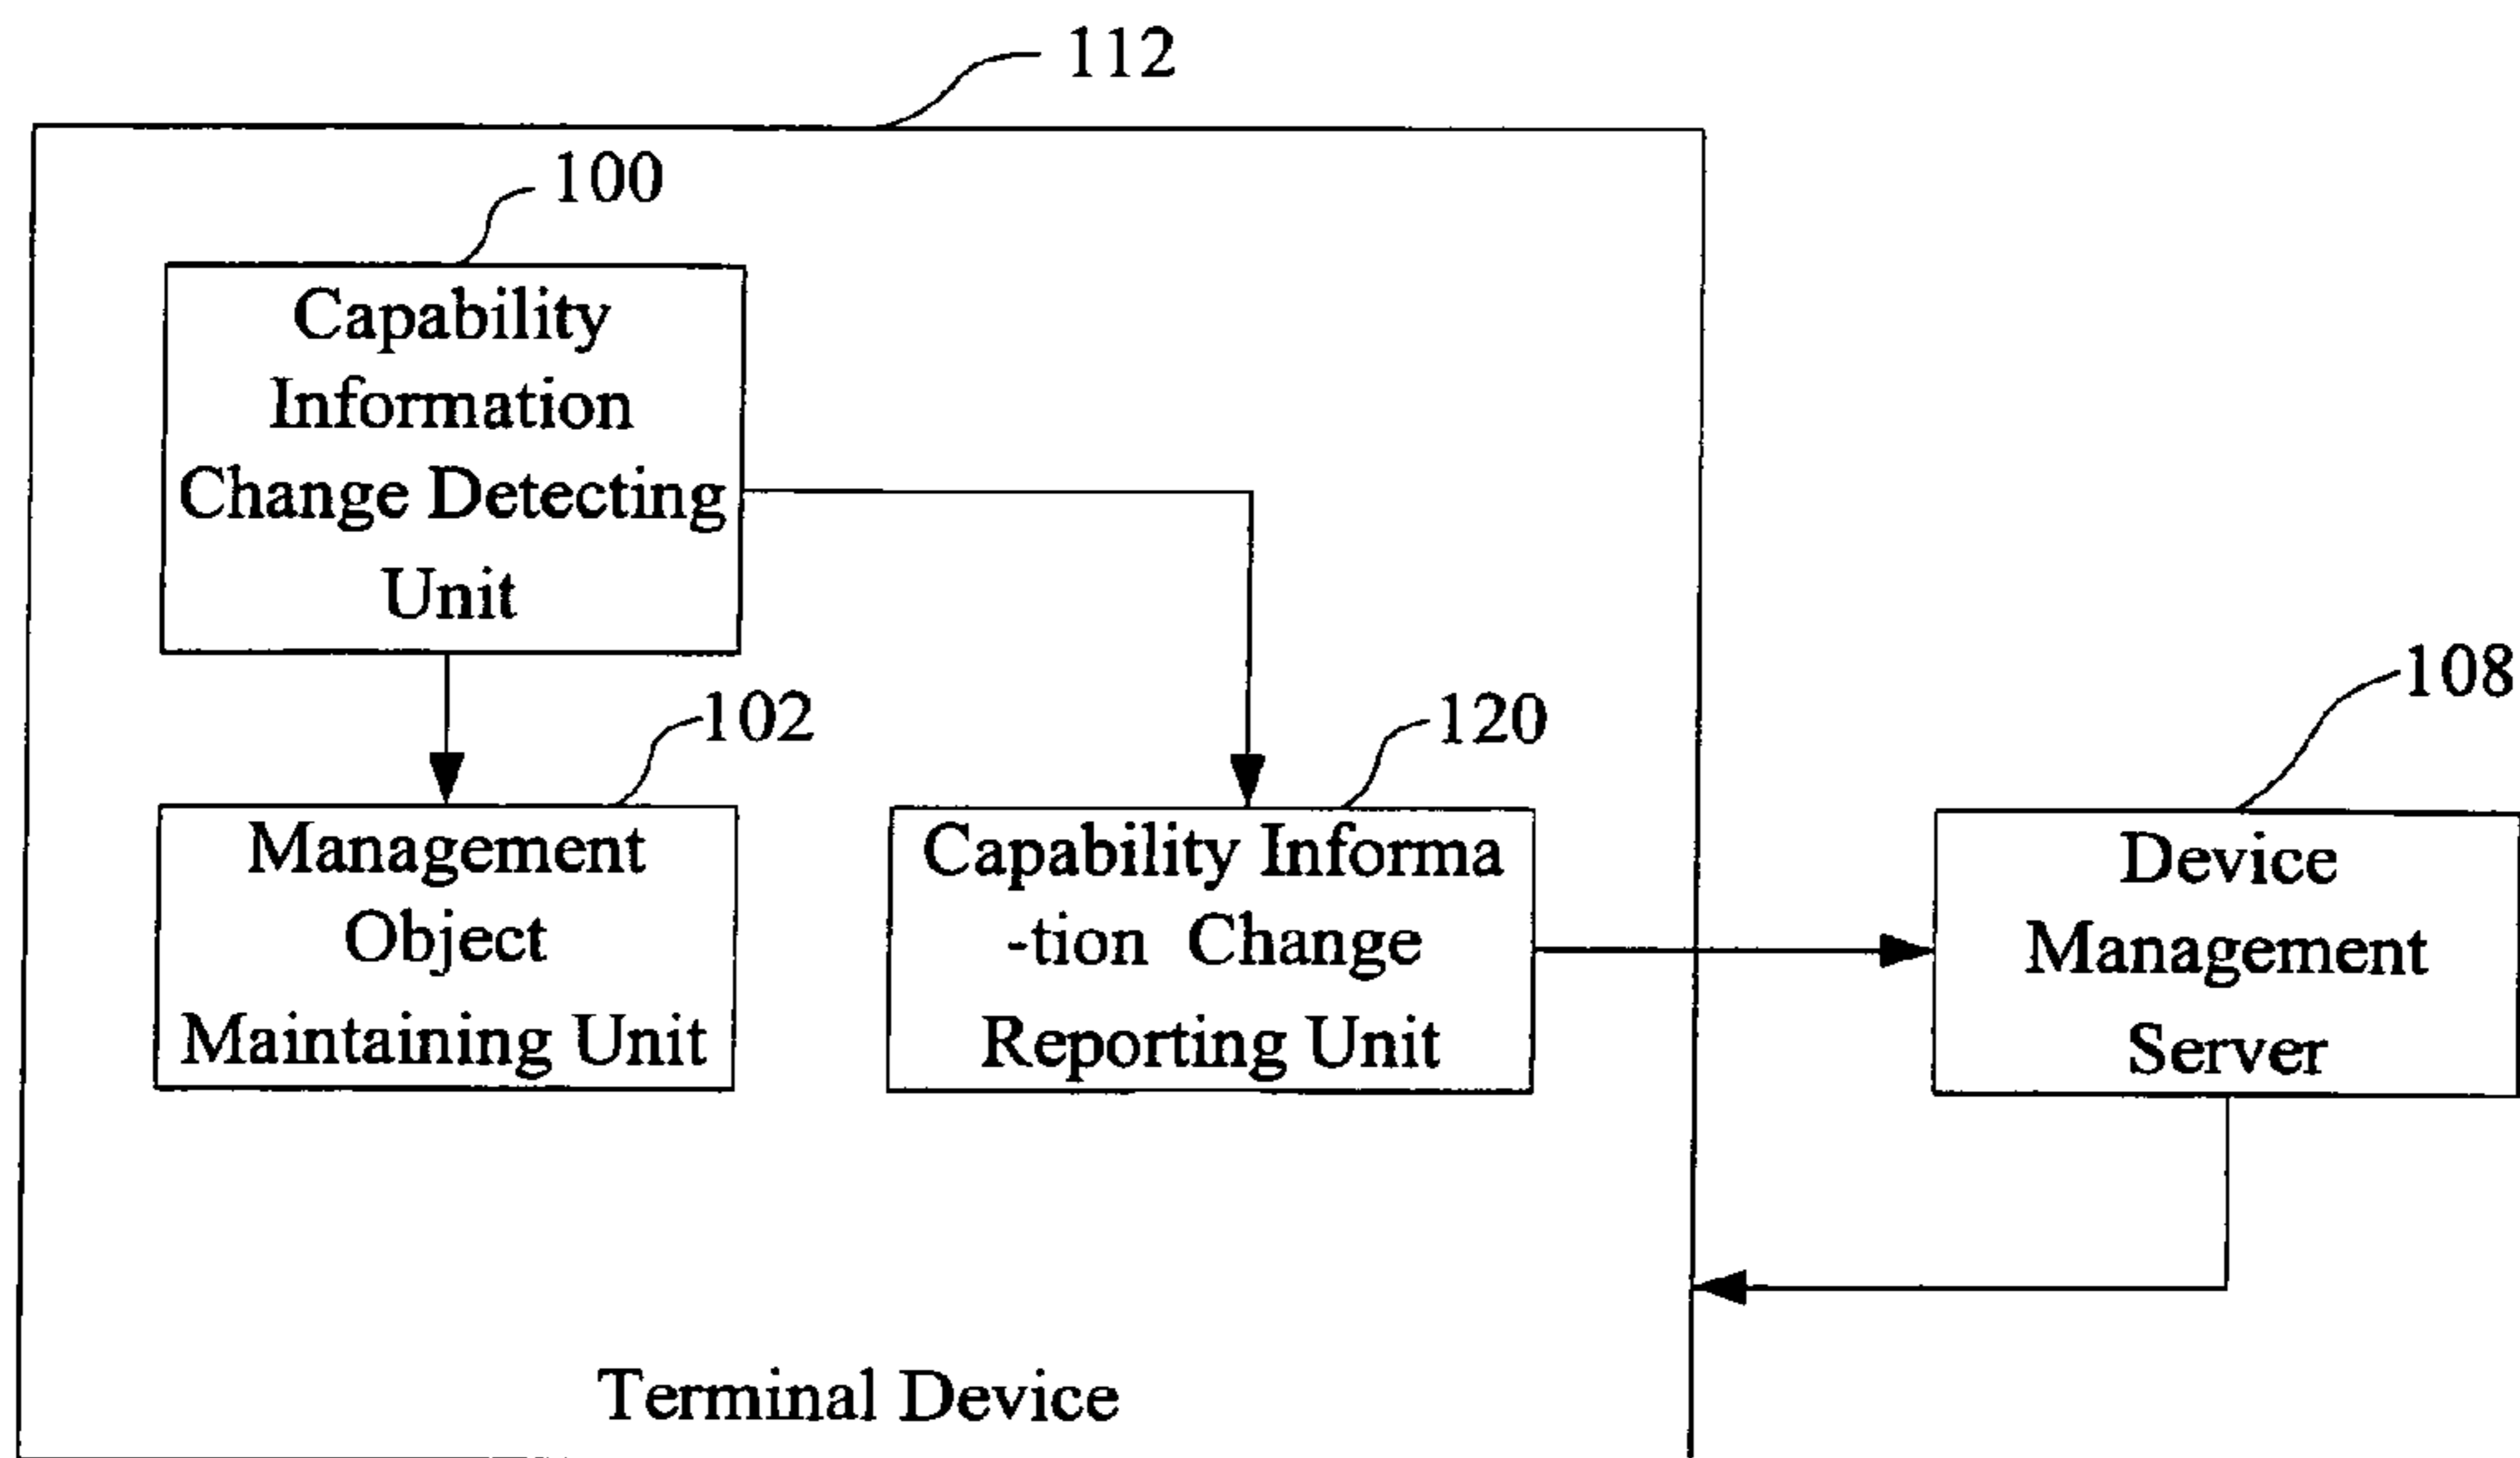 112
100
Capability
Information
Change Detecting
Unit
102
120
108
Management
Object
Maintaining Unit
Capability Informa
-tion Change
Reporting Unit
Device
Management
Server
Terminal Device